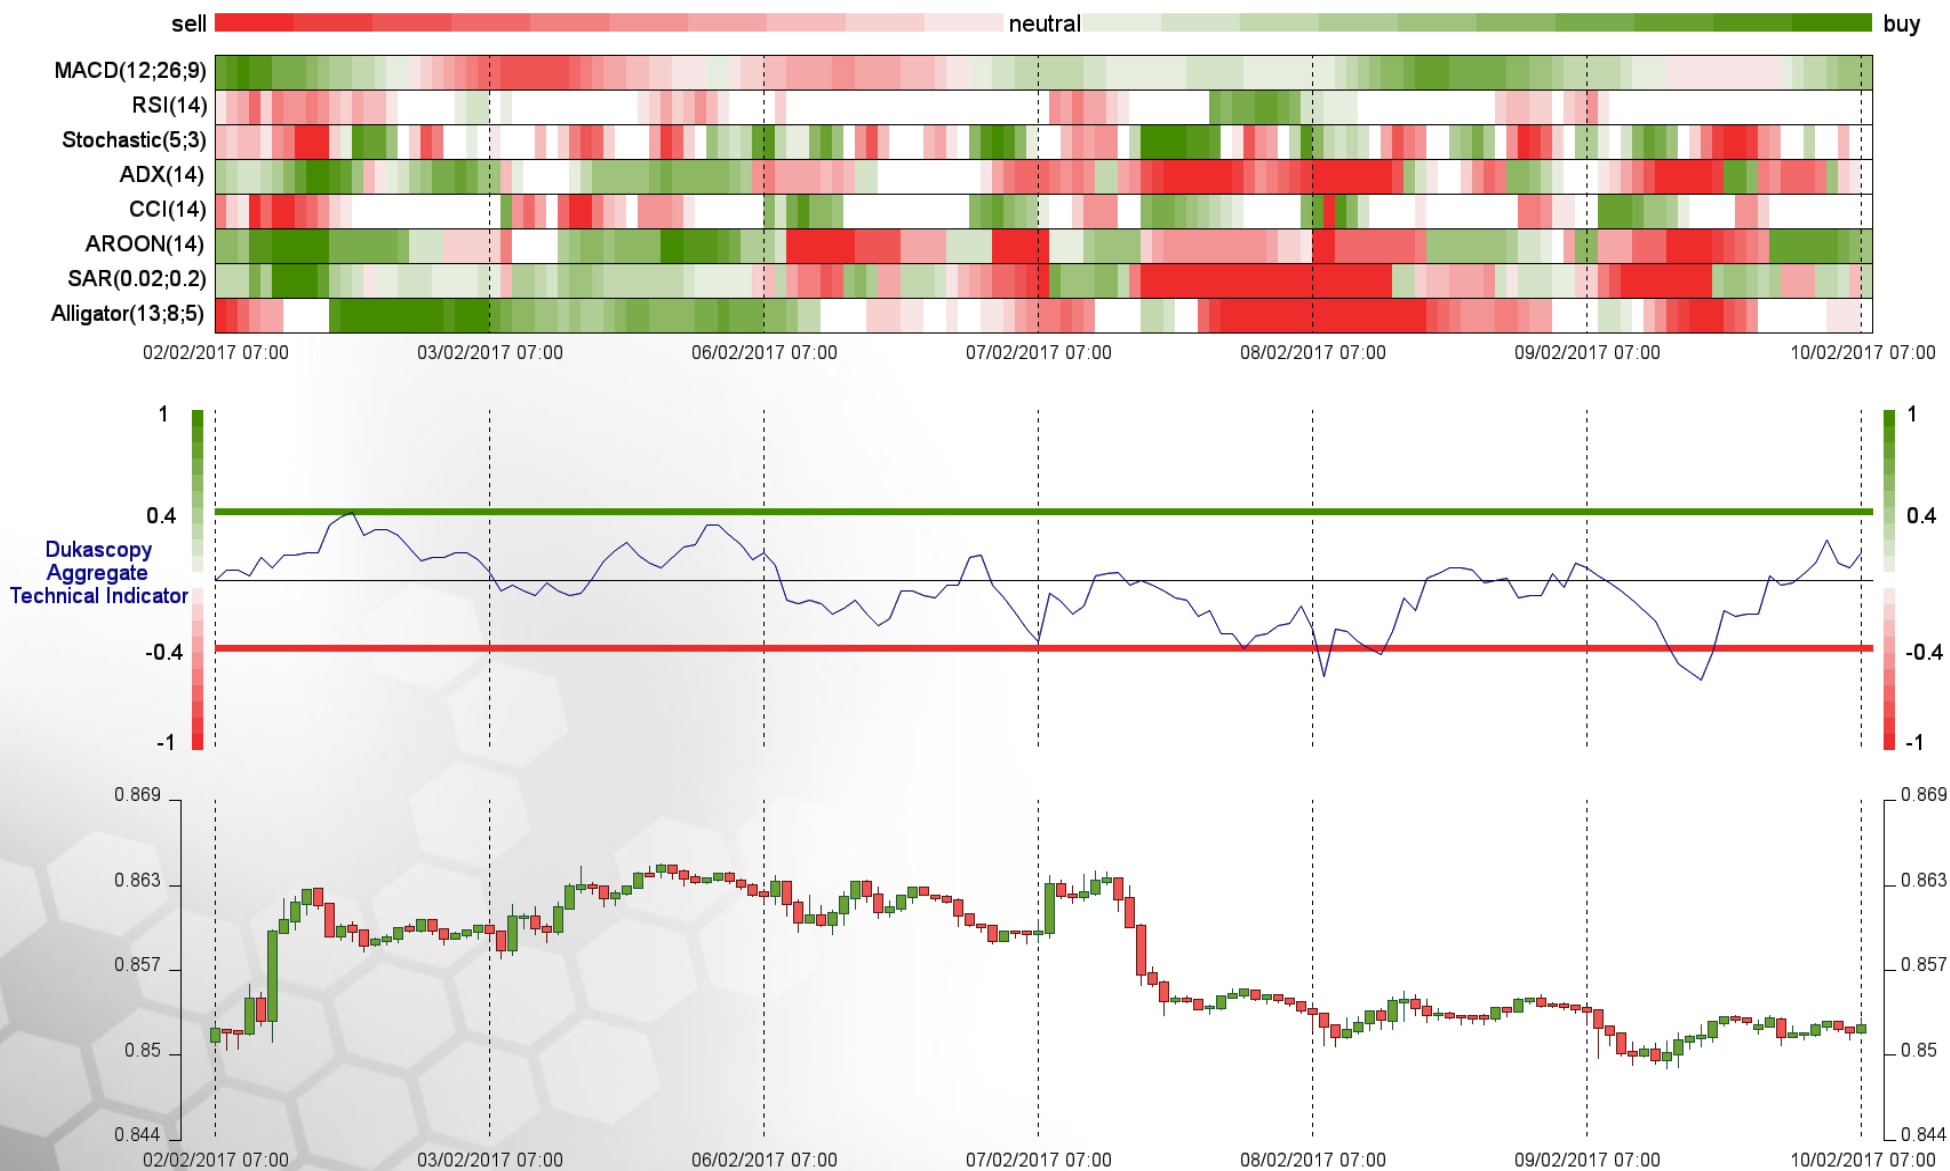 sell neutral buy
MACD(12;26;9)
RSI(14)
Stochastic(5;3)
ADX(14)
CCI(14)
AROON(14)
SAR(0.02;0.2)
Alligator(13;8;5)
02/02/2017 07:00 03/02/2017 07:00 06/02/2017 07:00 07/02/2017 07:00 08/02/2017 07:00 09/02/2017 07:00 10/02/2017 07:00
1 1
0.4 0.4
Dukascopy
Aggregate
Technical Indicator
-0.4 -0.4
-1 -1
0.869 0.869
0.863 0.863
0.857 0.857
0.85 0.85
0.844 0.844
02/02/2017 07:00 03/02/2017 07:00 06/02/2017 07:00 07/02/2017 07:00 08/02/2017 07:00 09/02/2017 07:00 10/02/2017 07:00